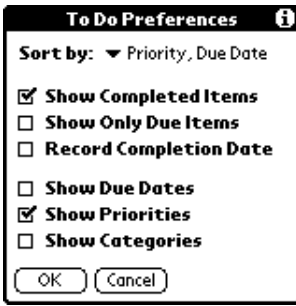 To Do Preferences
Sort by: Priority, Due Date
Show Completed Items
Show Only Due Items
Record Completion Date
Show Due Dates
Show Priorities
Show Categories
OK Cancel